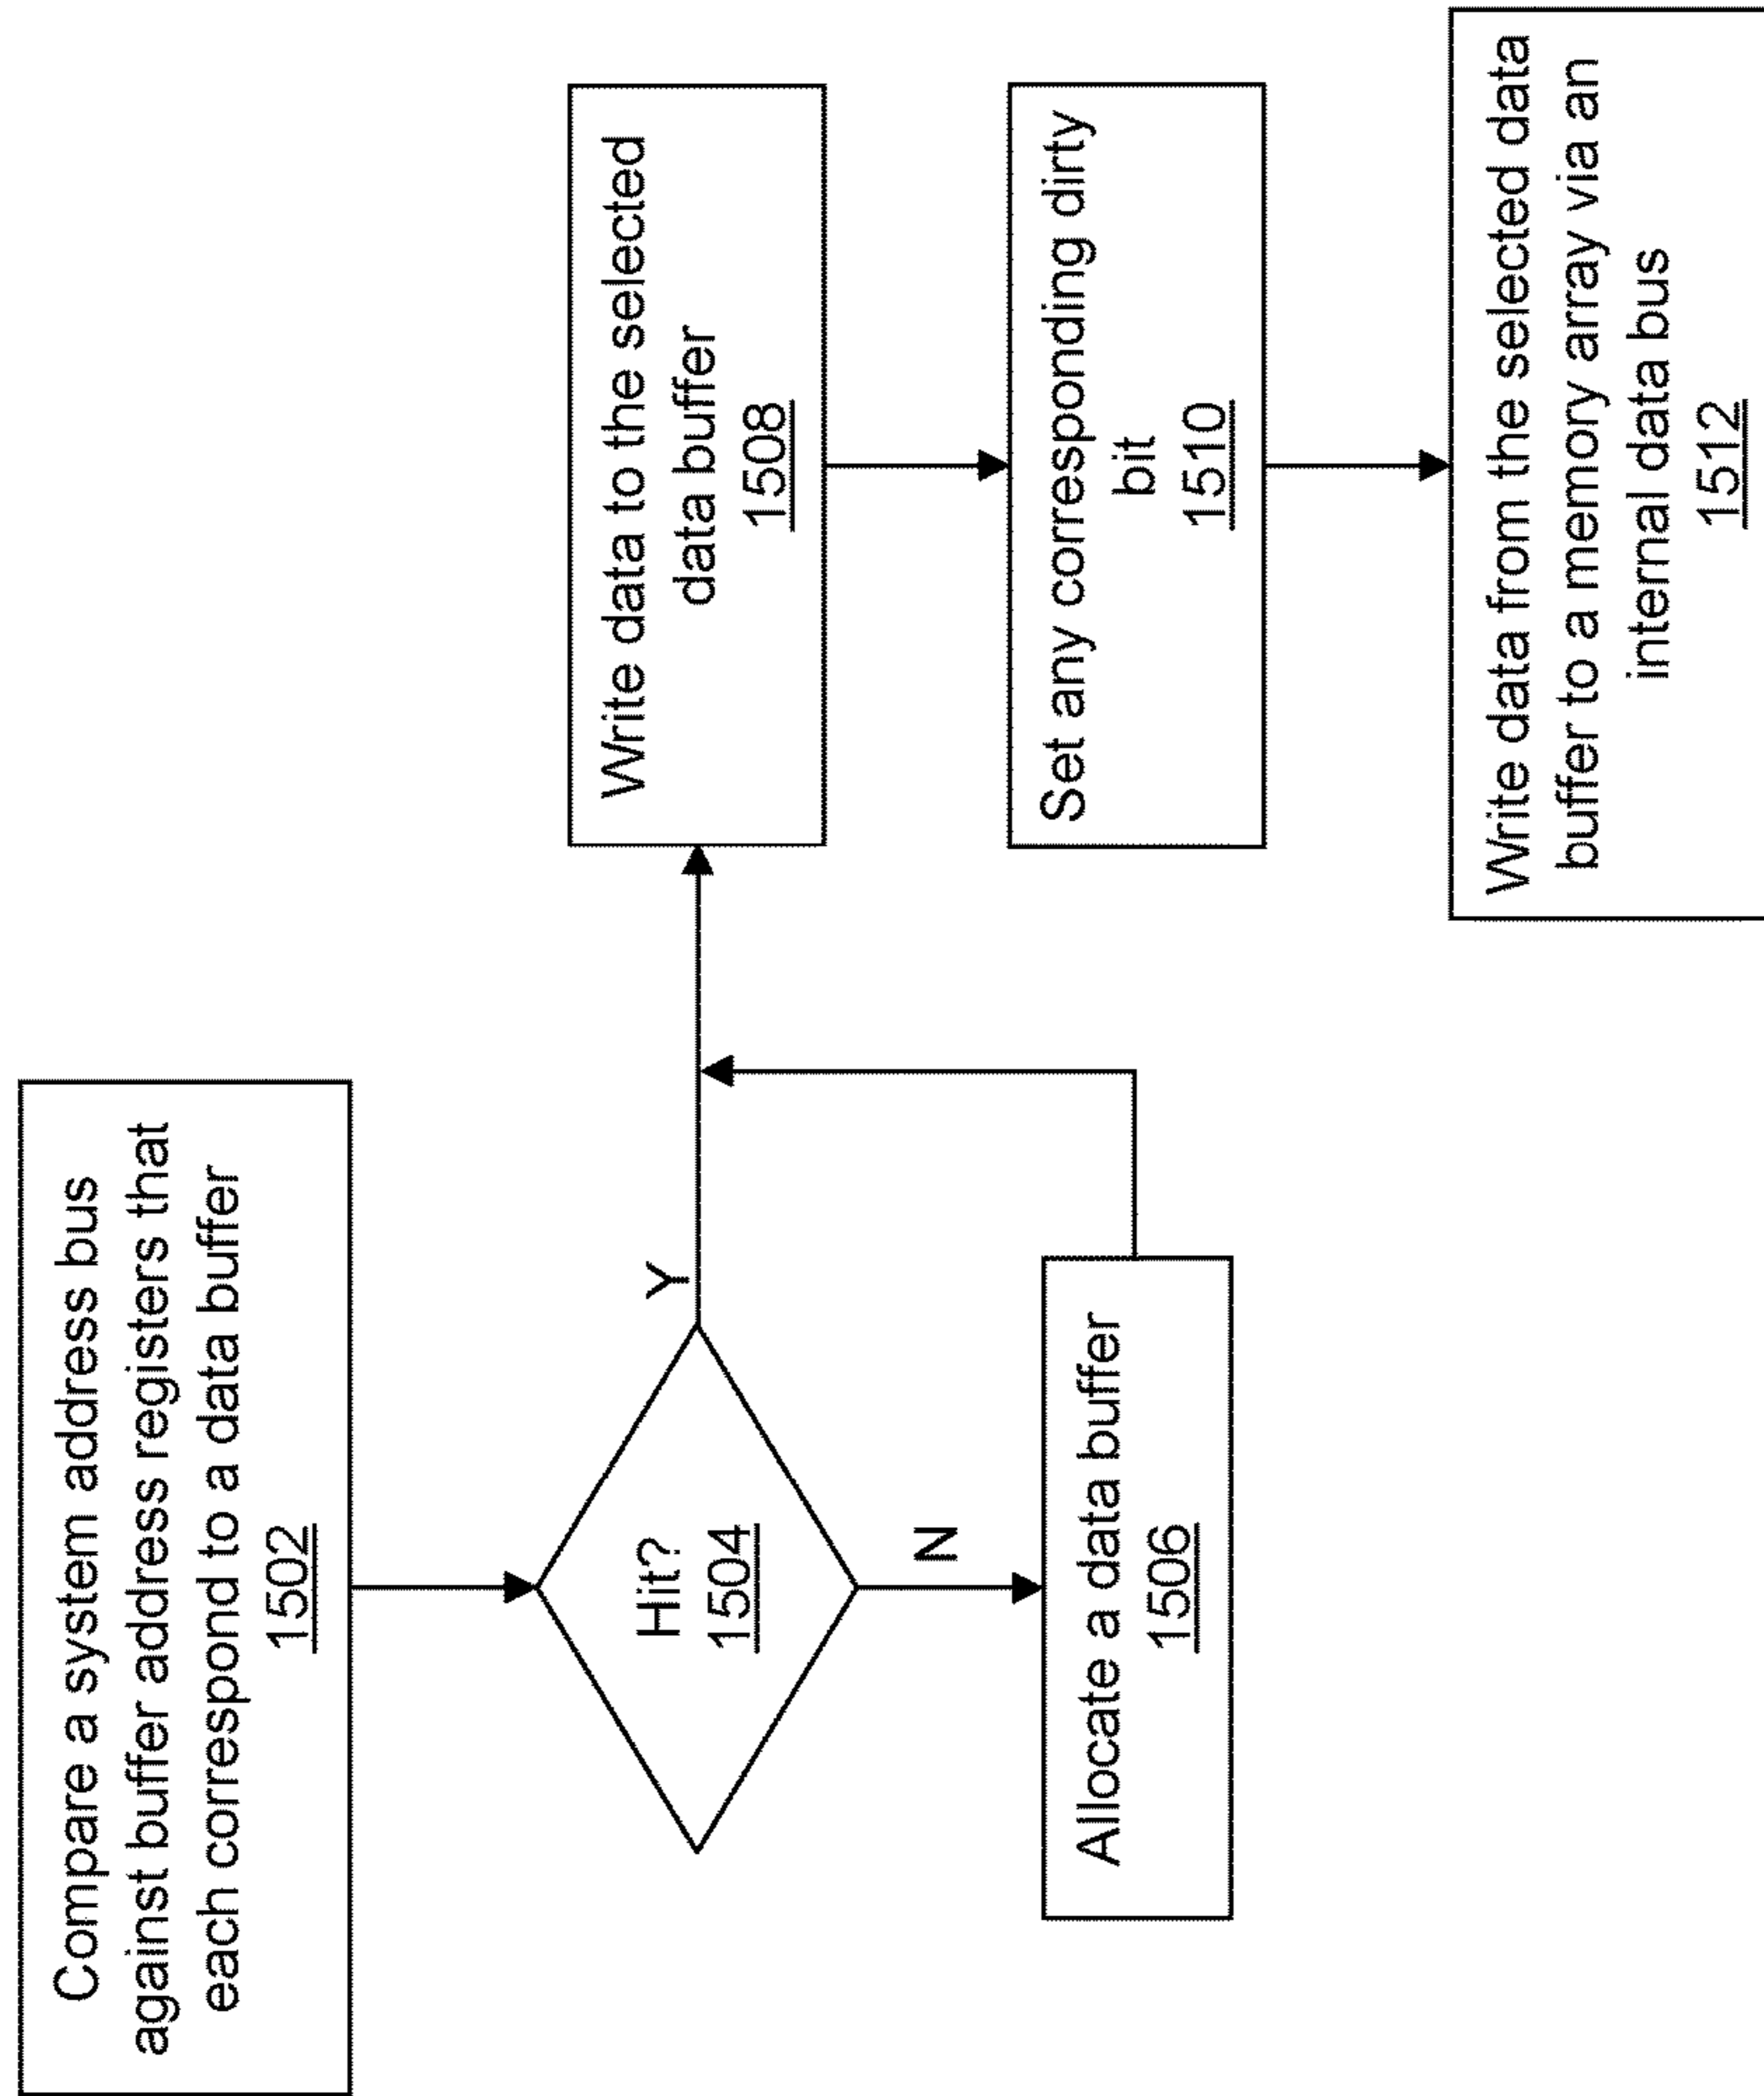 Compare a system address bus
against buffer address registers that
each correspond to a data buffer
1502
Hit?
1504
Y
N
Allocate a data buffer
1506
Write data to the selected
data buffer
1508
Set any corresponding dirty
bit
1510
Write data from the selected data
buffer to a memory array via an
internal data bus
1512